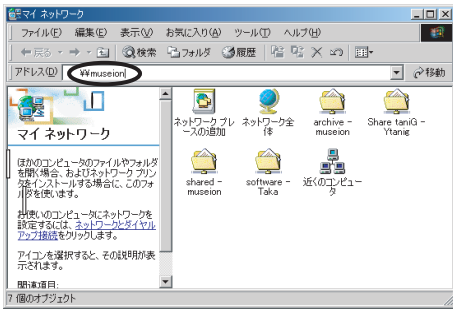 マイ ネットワーク
ファイル(F) 編集(E) 表示(V) お気に入り(A) ツール(T) ヘルプ(H)
戻る 検索 フォルダ 履歴
アドレス(D) ¥¥museion 移動
マイ ネットワーク
ほかのコンピュータのファイルやフォルダ
を開く場合、およびネットワーク プリン
タをインストールする場合に、このフォ
ルダを使います。
お使いのコンピュータにネットワークを
設定するには、ネットワークとダイヤル
アップ接続をクリックします。
アイコンを選択すると、その説明が表
示されます。
関連項目:
ネットワーク プレ
ースの追加
ネットワーク全
体
archive -
museion
Share taniG -
Ytanig
shared -
museion
software -
Taka
近くのコンピュー
タ
7 個のオブジェクト